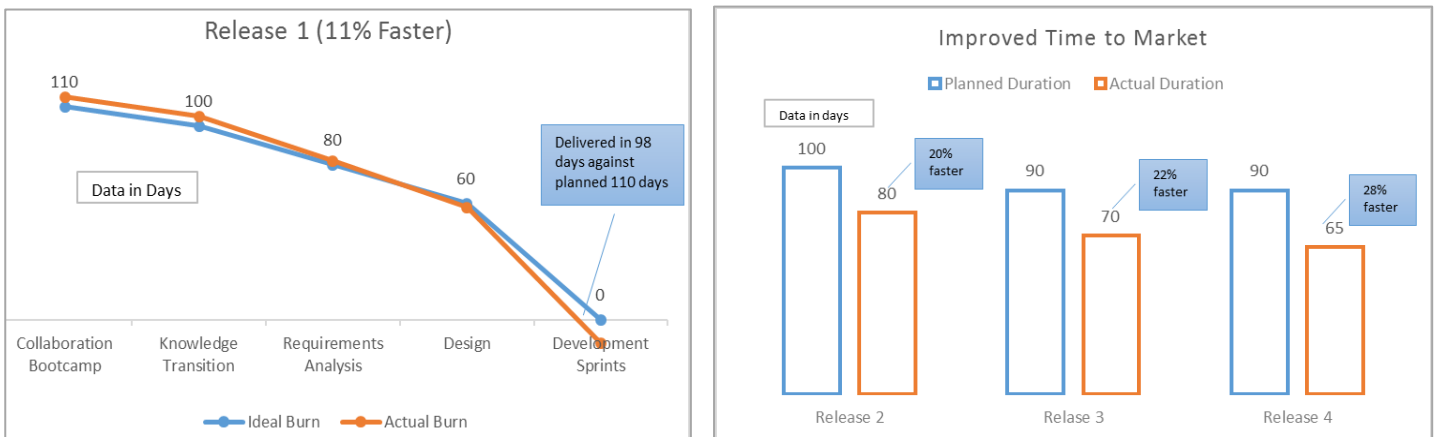 Release 1 (11% Faster)
110
100
80
60
0
Delivered in 98
days against
planned 110 days
Data in Days
Collaboration
Bootcamp
Knowledge
Transition
Requirements
Analysis
Design
Development
Sprints
Ideal Burn
Actual Burn
Improved Time to Market
Planned Duration
Actual Duration
Data in days
100
80
20%
faster
90
70
22%
faster
90
65
28%
faster
Release 2
Relase 3
Release 4